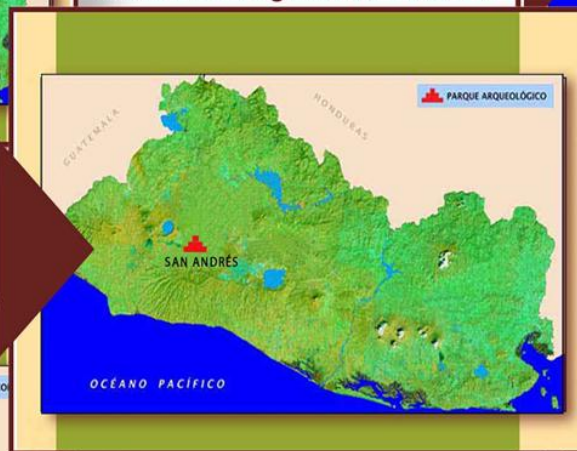 PARQUE ARQUEOLÓGICO
GUATEMALA
HONDURAS
SAN ANDRÉS
OCÉANO PACÍFICO